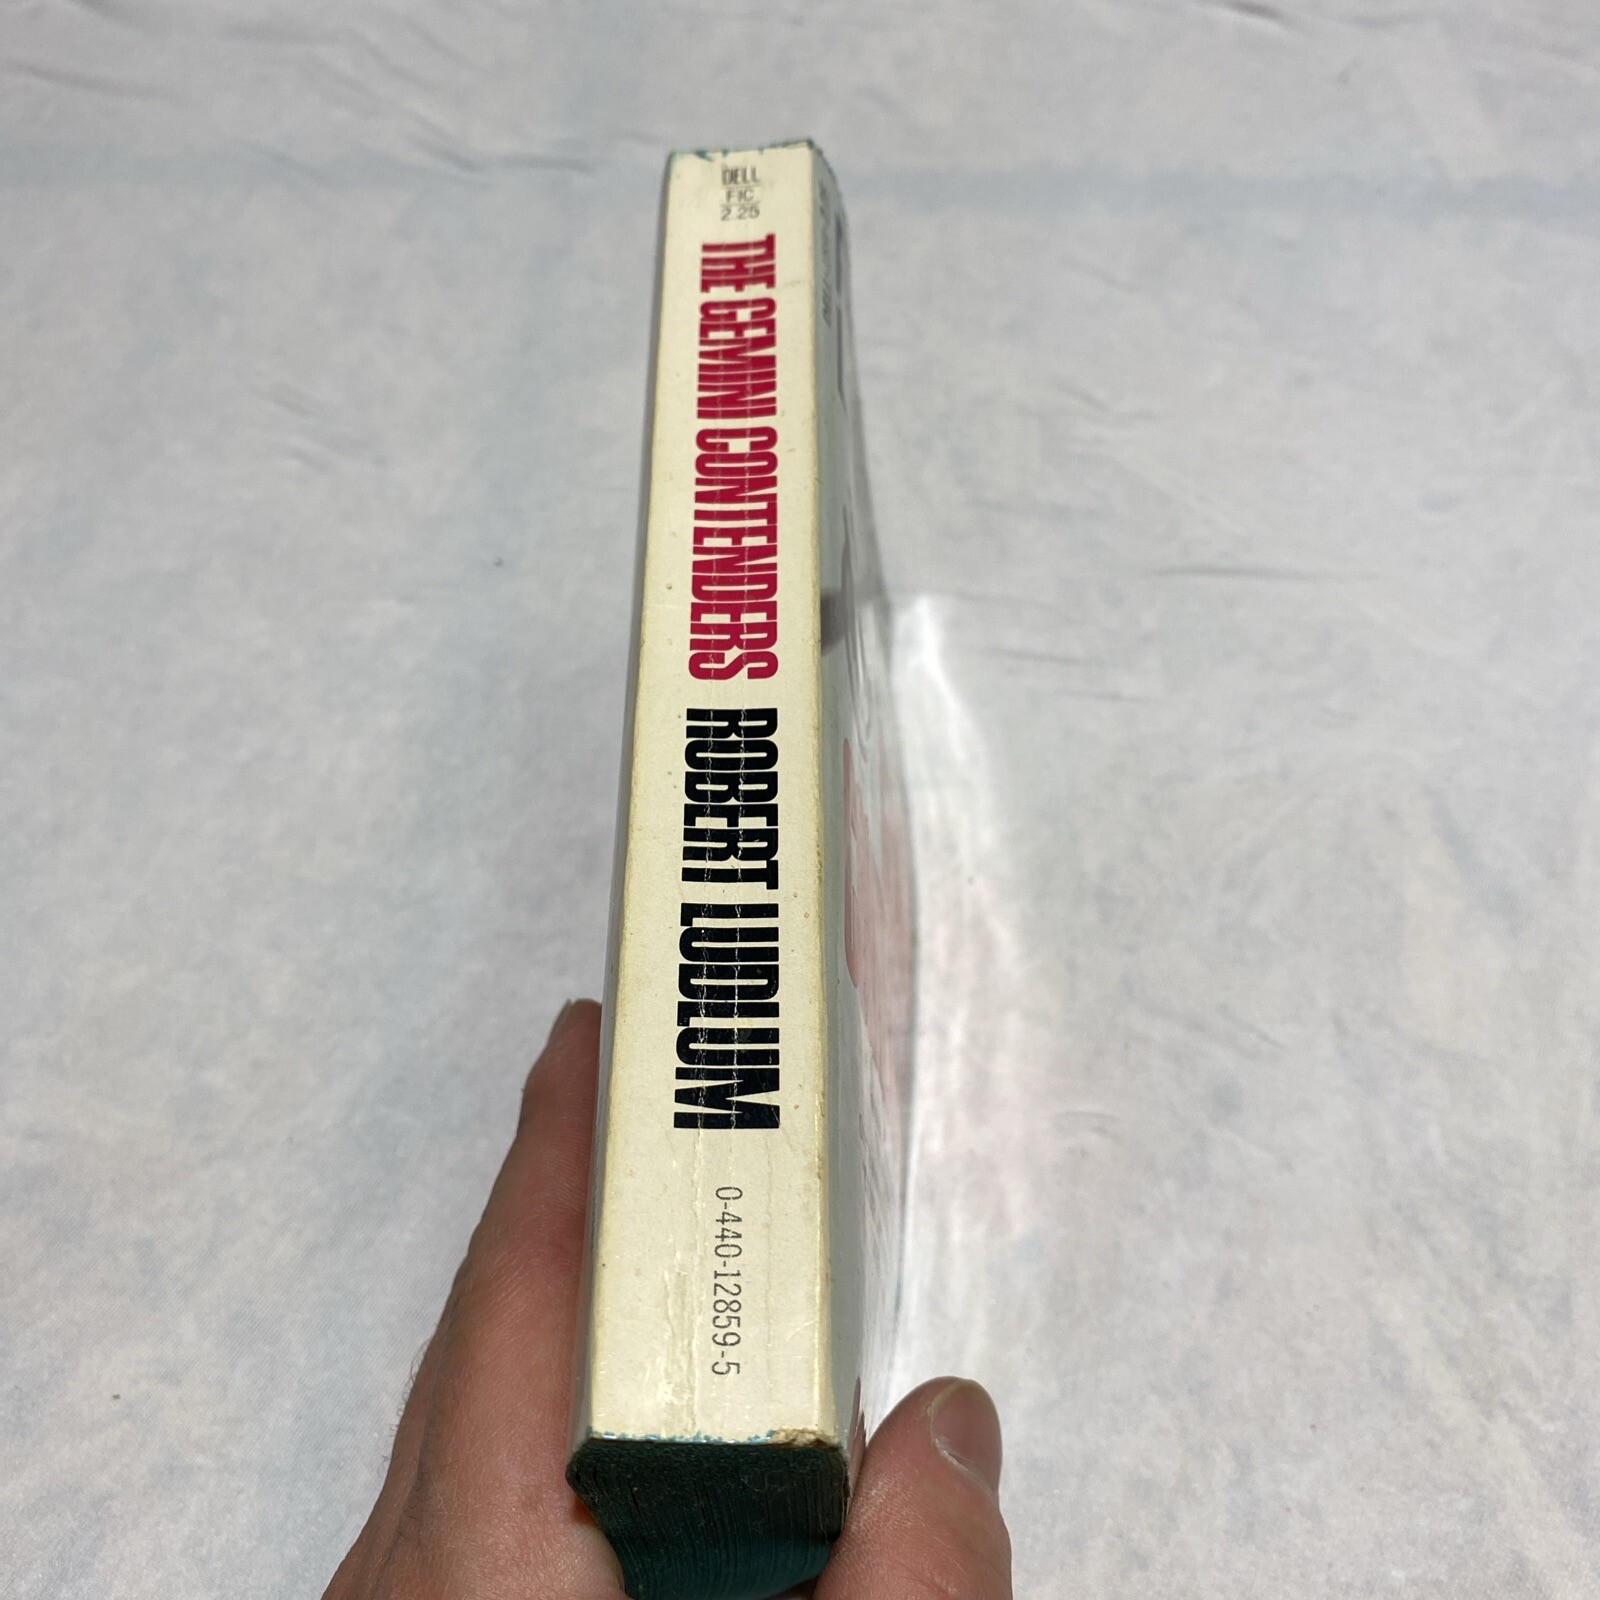 DELL
FIC
2.25
THE GEMINI CONTENDERS ROBERT LUDLUM
0-440-12859-5